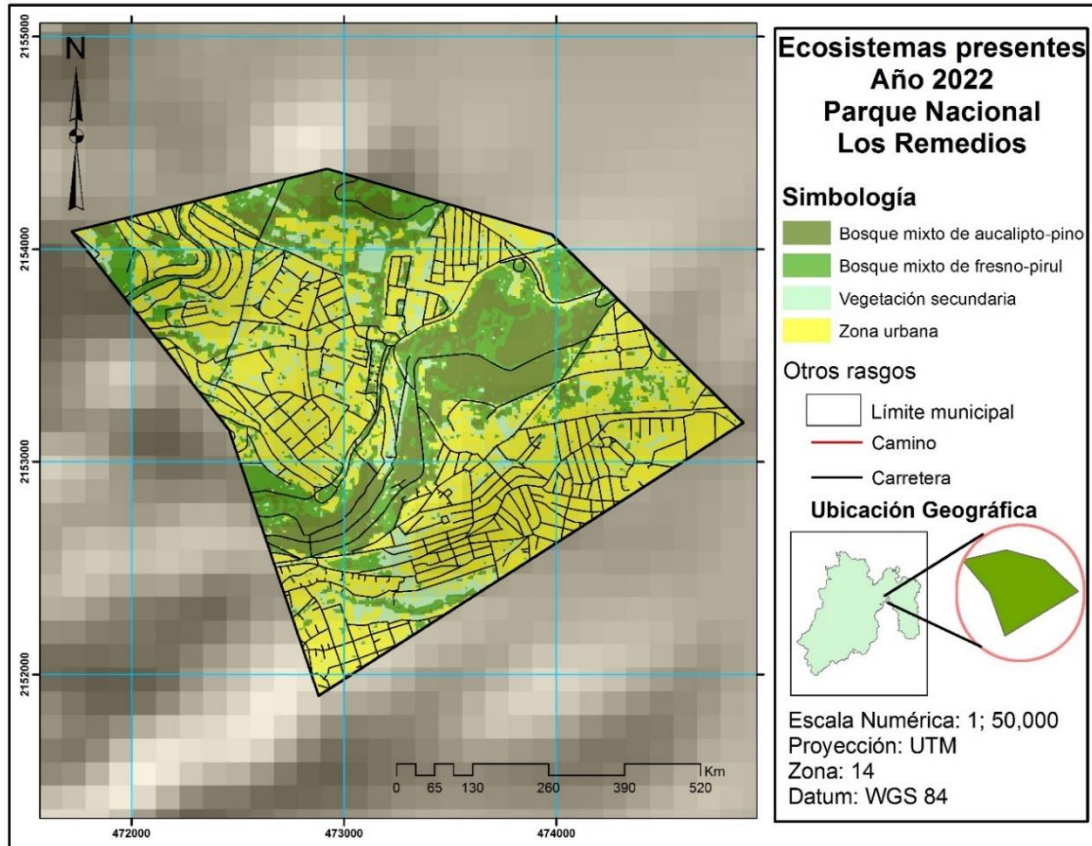 Ecosistemas presentes
Año 2022
Parque Nacional
Los Remedios
Simbología
Bosque mixto de aucalipto-pino
Bosque mixto de fresno-pirul
Vegetación secundaria
Zona urbana
Otros rasgos
Límite municipal
Camino
Carretera
Ubicación Geográfica
Escala Numérica: 1; 50,000
Proyección: UTM
Zona: 14
Datum: WGS 84
N
2155000
2154000
2153000
2152000
472000
473000
474000
Km
0 65 130 260 390 520